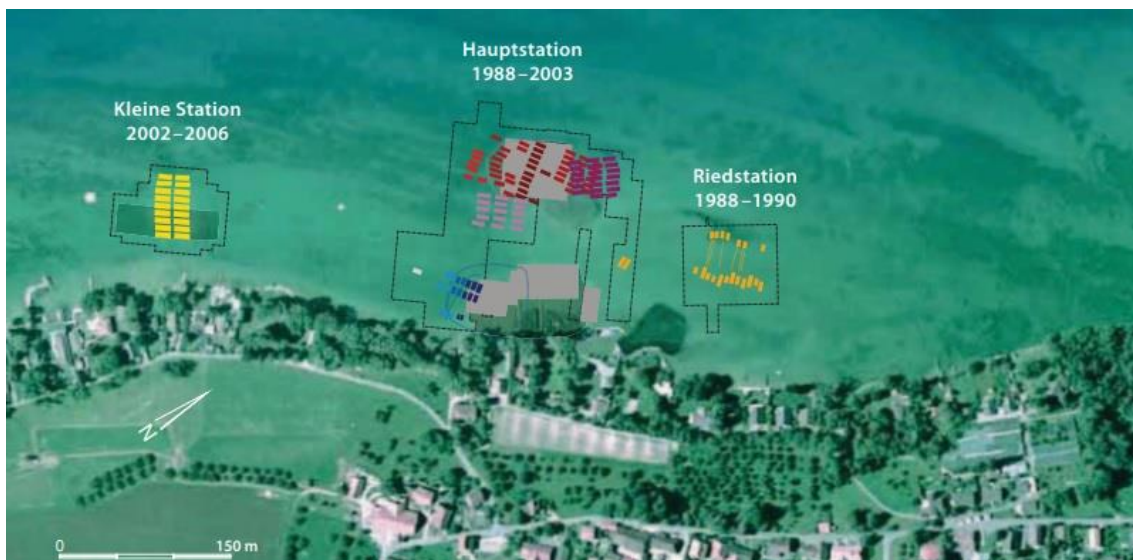 Hauptstation
1988–2003
Kleine Station
2002–2006
Riedstation
1988–1990
N
0 150 m